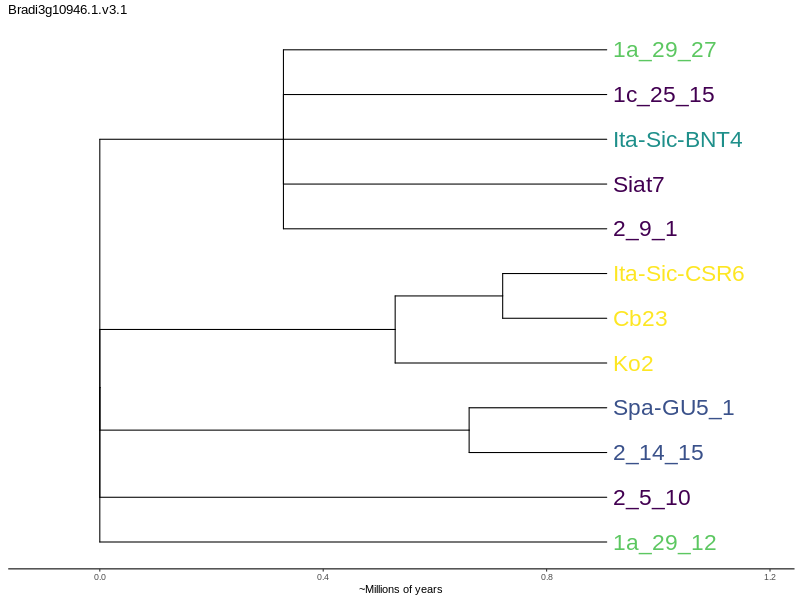 Bradi3g10946.1.v3.1
1a_29_27
1c_25_15
Ita-Sic-BNT4
Siat7
2_9_1
Ita-Sic-CSR6
Cb23
Ko2
Spa-GU5_1
2_14_15
2_5_10
1a_29_12
0.0 0.4 0.8 1.2
~Millions of years